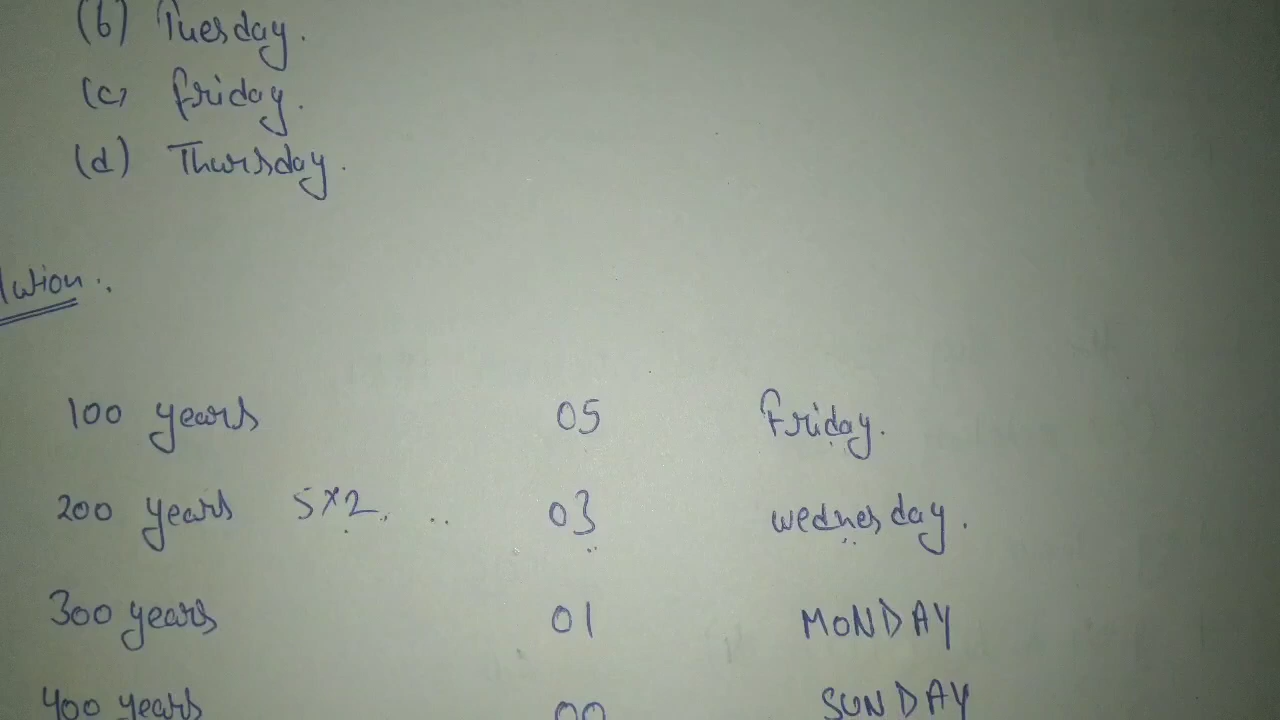 (b) Tuesday.
(c) Friday.
(d) Thursday.
lution :.
100 years 05 Friday.
200 years 5×2. .. 03 wednesday.
300 years 01 MONDAY
400 years 00 SUNDAY